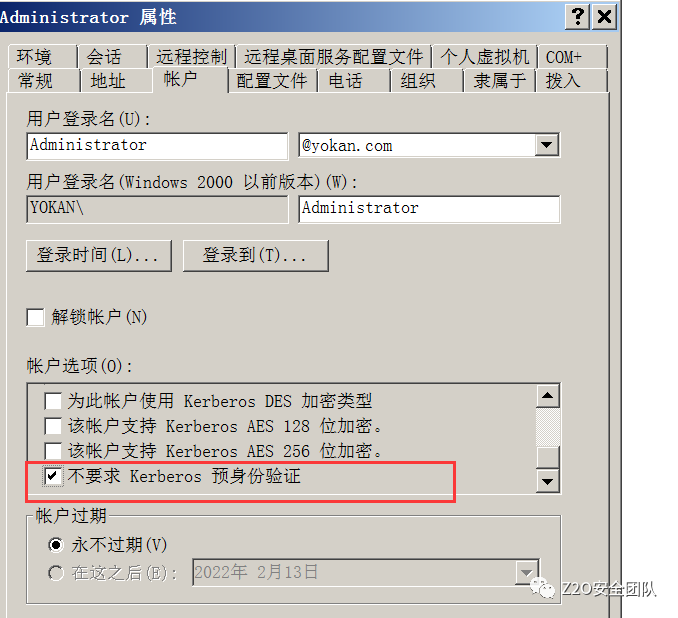 Administrator 属性
环境 会话 远程控制 远程桌面服务配置文件 个人虚拟机 COM+
常规 地址 帐户 配置文件 电话 组织 隶属于 拨入
用户登录名(U):
Administrator @yokan.com
用户登录名(Windows 2000 以前版本)(W):
YOKAN\ Administrator
登录时间(L)... 登录到(T)...
解锁帐户(N)
帐户选项(O):
为此帐户使用 Kerberos DES 加密类型
该帐户支持 Kerberos AES 128 位加密。
该帐户支持 Kerberos AES 256 位加密。
不要求 Kerberos 预身份验证
帐户过期
永不过期(V)
在这之后(E): 2022年 2月13日
Z2O安全团队